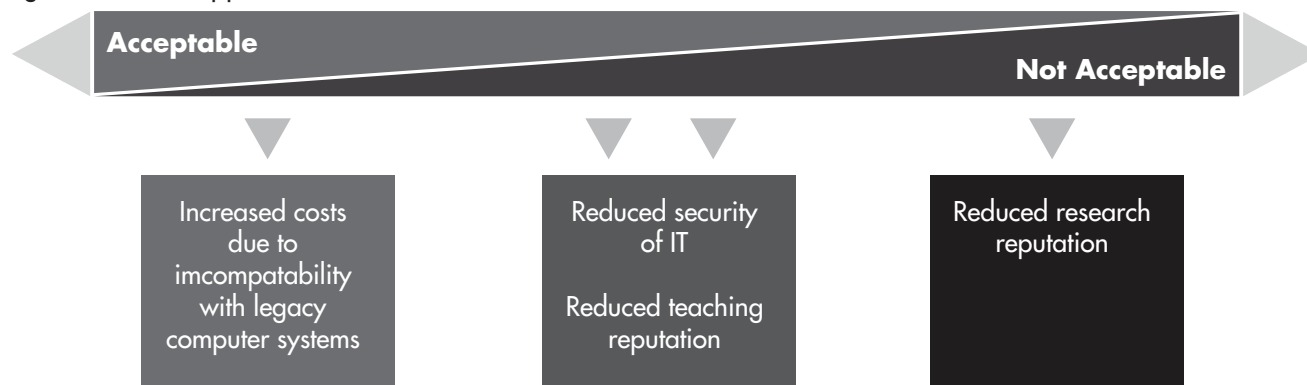 Acceptable
Not Acceptable
Increased costs
due to
imcompatability
with legacy
computer systems
Reduced security
of IT
Reduced teaching
reputation
Reduced research
reputation